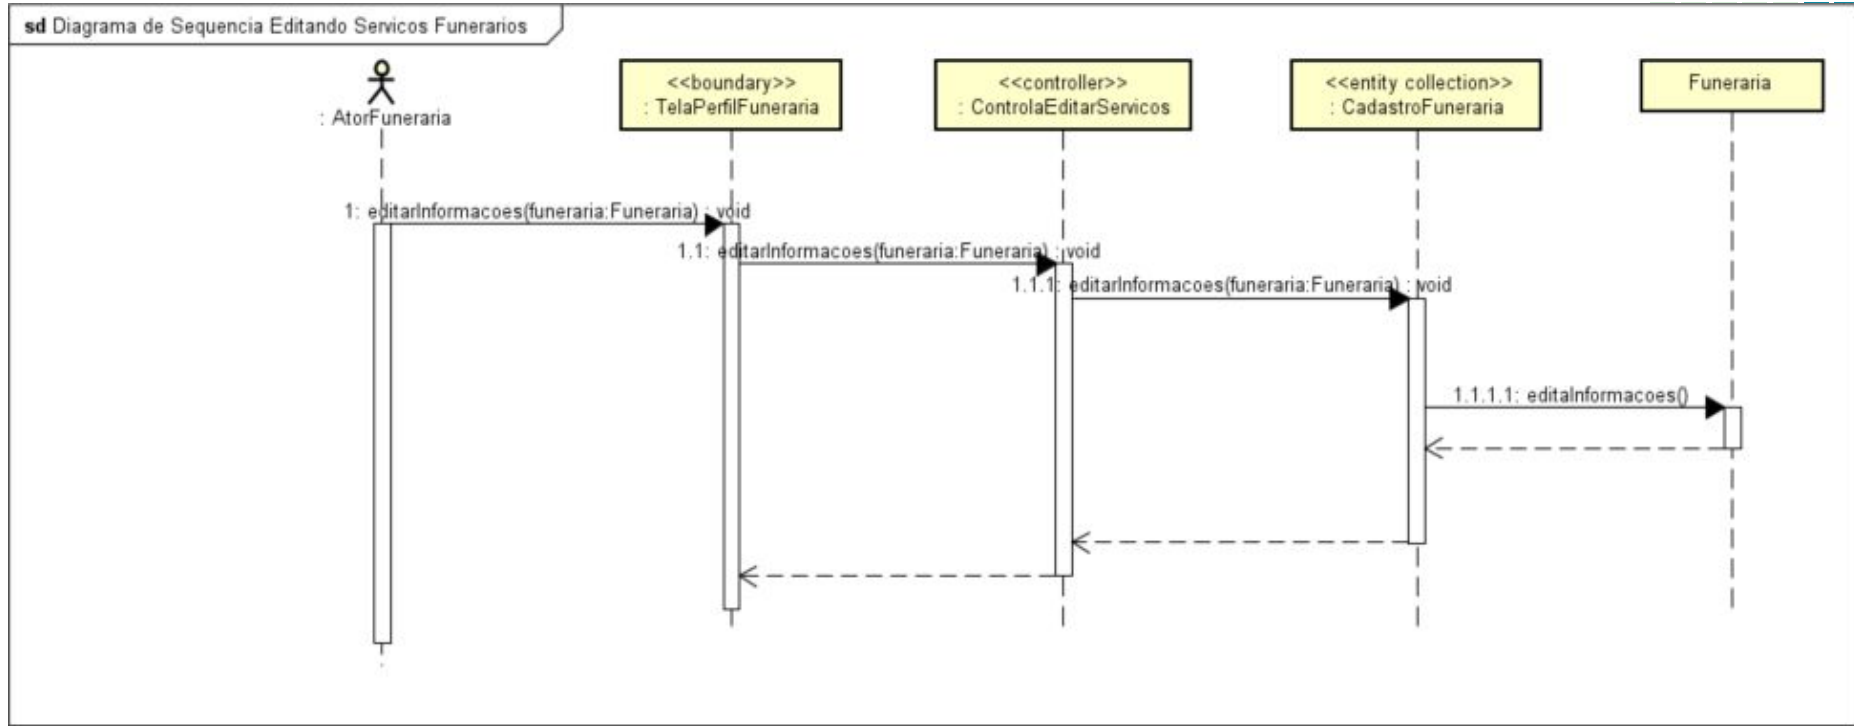 sd Diagrama de Sequencia Editando Servicos Funerarios
: AtorFuneraria
<<boundary>>
: TelaPerfilFuneraria
<<controller>>
: ControlaEditarServicos
<<entity collection>>
: CadastroFuneraria
Funeraria
1: editarInformacoes(funeraria:Funeraria) : void
1.1: editarInformacoes(funeraria:Funeraria) : void
1.1.1: editarInformacoes(funeraria:Funeraria) : void
1.1.1.1: editaInformacoes()